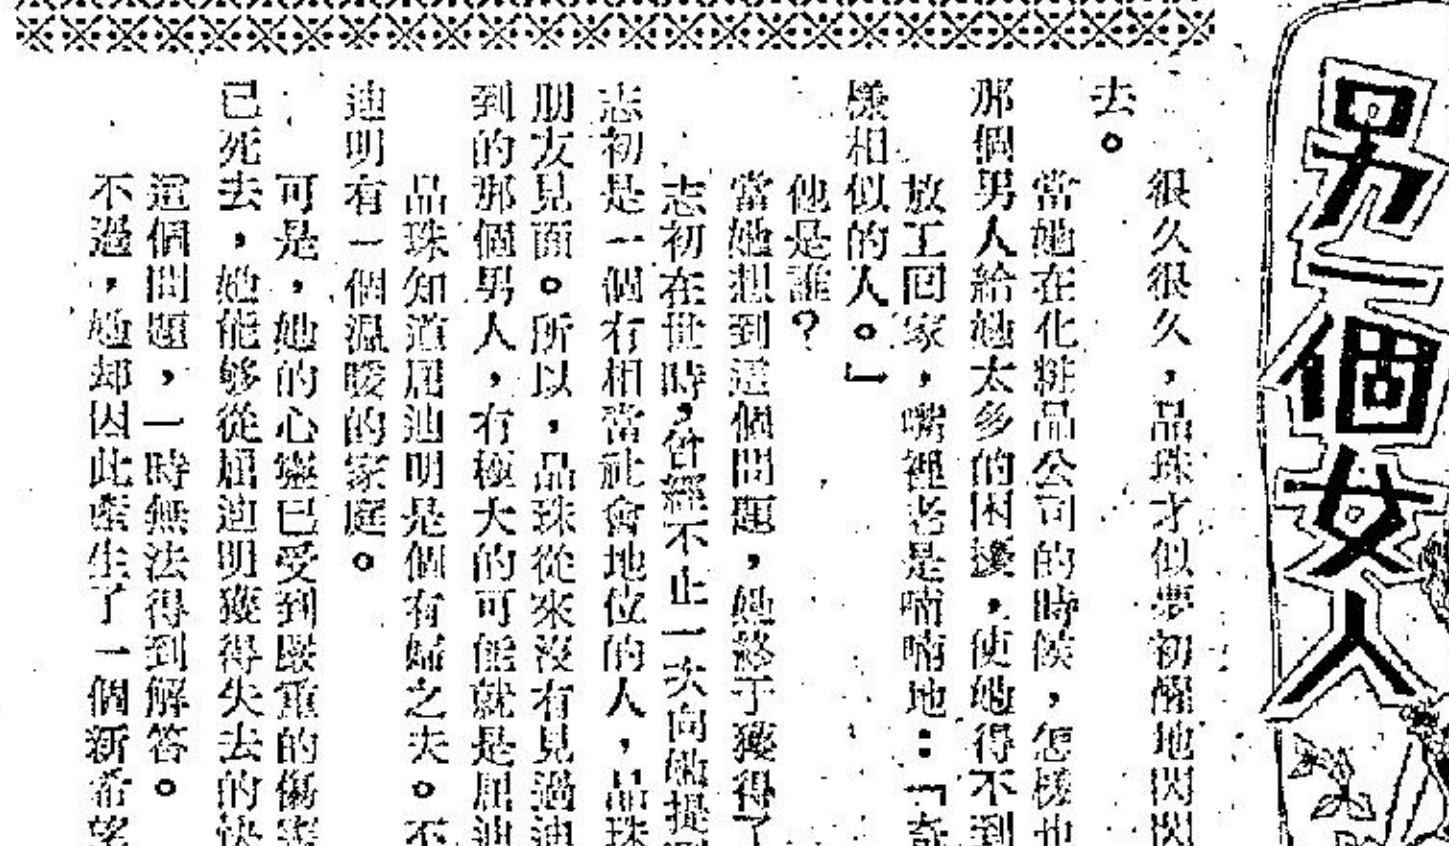 另一個女人
很久很久，品珠才似夢初醒地閃閃
去。
當她在化粧品公司的時候，怎樣也
那個男人給她太多的困擾，使她得不到
放工回家，嘴裡老是喃喃地：「奇
樣相似的人。」
他是誰？
當她想到這個問題，她終于獲得了
志初在世時，曾經不止一次向她提到
志初是一個有相當社會地位的人，品珠
朋友見面。所以，品珠從來沒有見過迪
到的那個男人，有極大的可能就是屈迪
品珠知道屈迪明是個有婦之夫。不
迪明有一個溫暖的家庭。
可是，她的心靈已受到嚴重的傷害
已死去，她能够從屈迪明獲得失去的快
這個問題，一時無法得到解答。
不過，她却因此產生了一個新希望